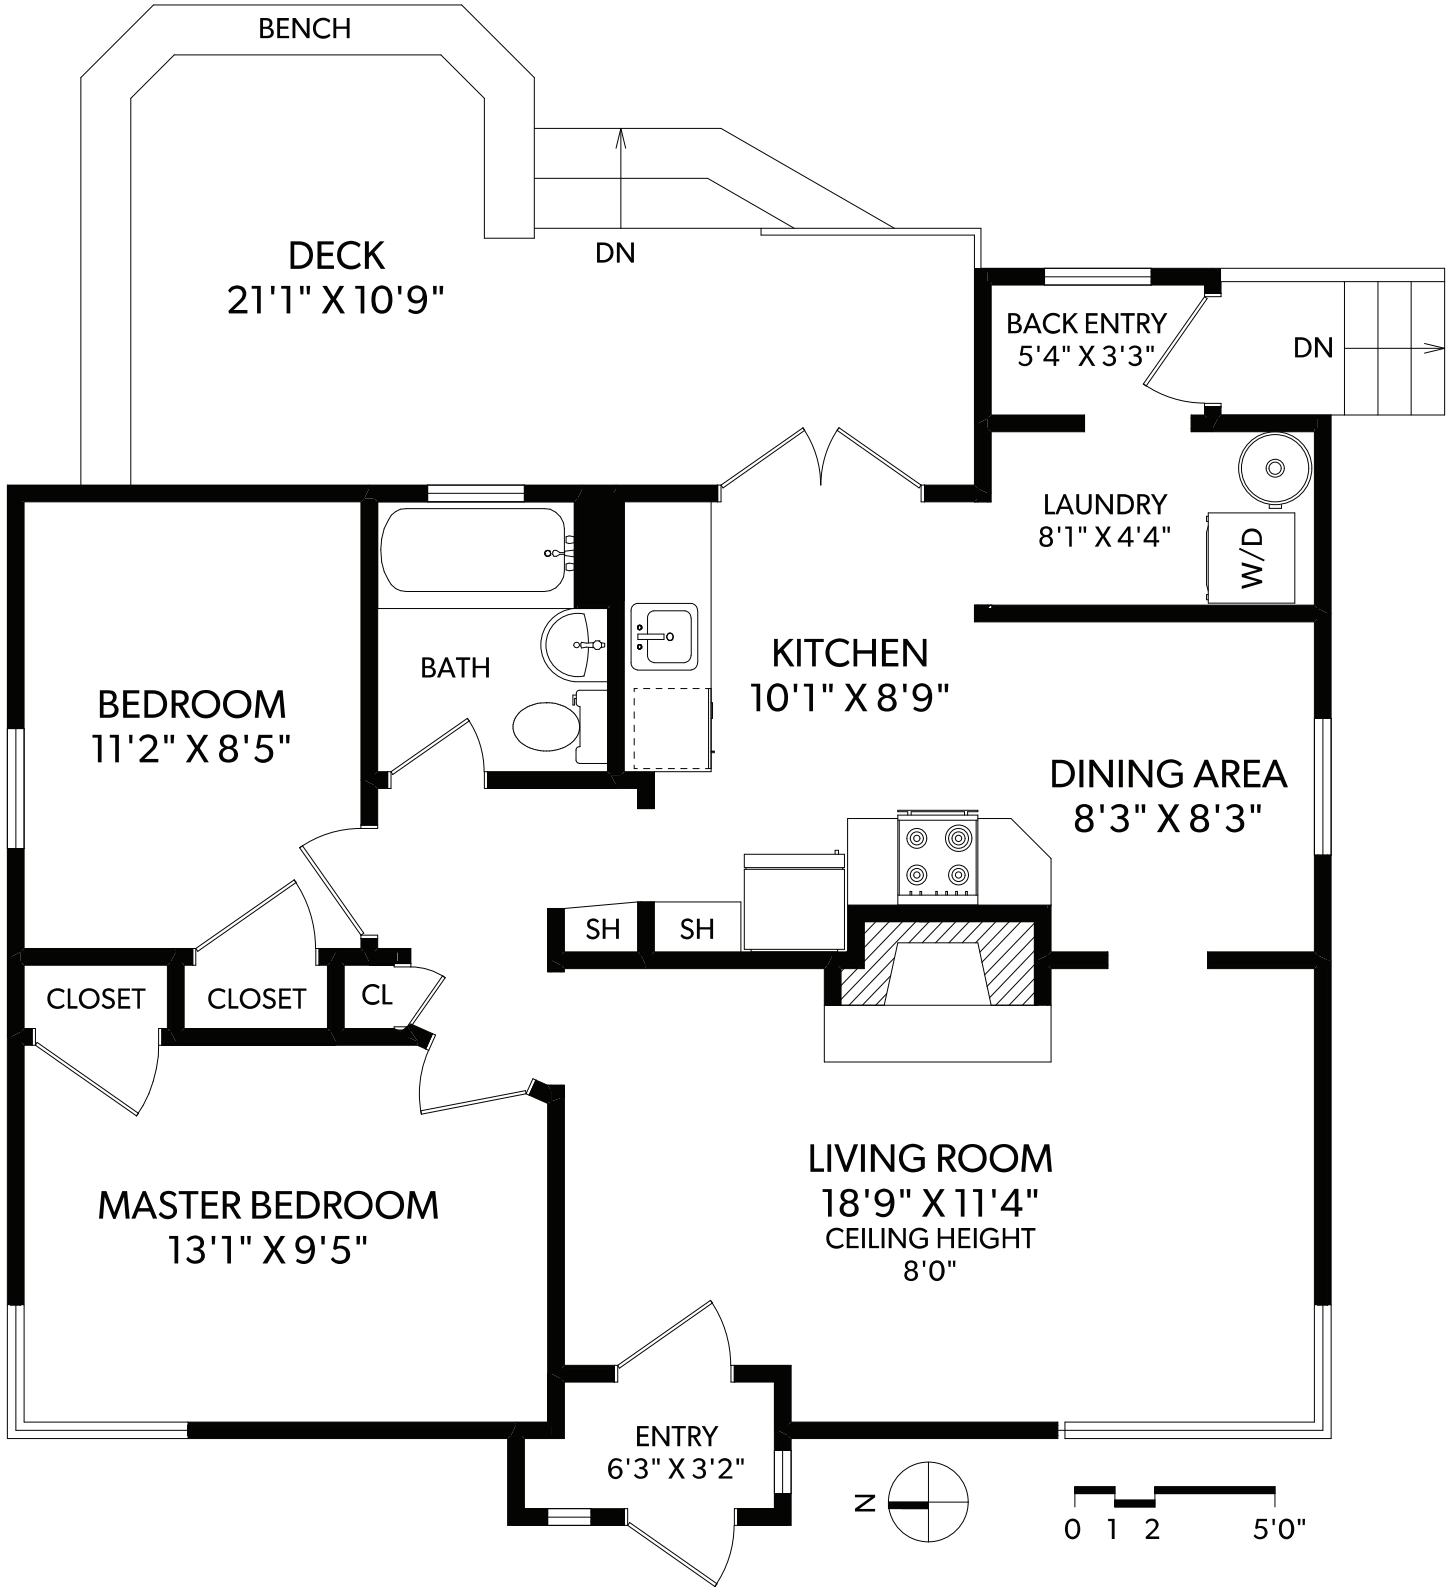 BENCH
DECK
21'1" X 10'9"
DN
BACK ENTRY
5'4" X 3'3"
DN
LAUNDRY
8'1" X 4'4"
W/D
KITCHEN
10'1" X 8'9"
BATH
BEDROOM
11'2" X 8'5"
DINING AREA
8'3" X 8'3"
SH
SH
CLOSET
CLOSET
CL
LIVING ROOM
18'9" X 11'4"
CEILING HEIGHT
8'0"
MASTER BEDROOM
13'1" X 9'5"
ENTRY
6'3" X 3'2"
N
0 1 2 5'0"